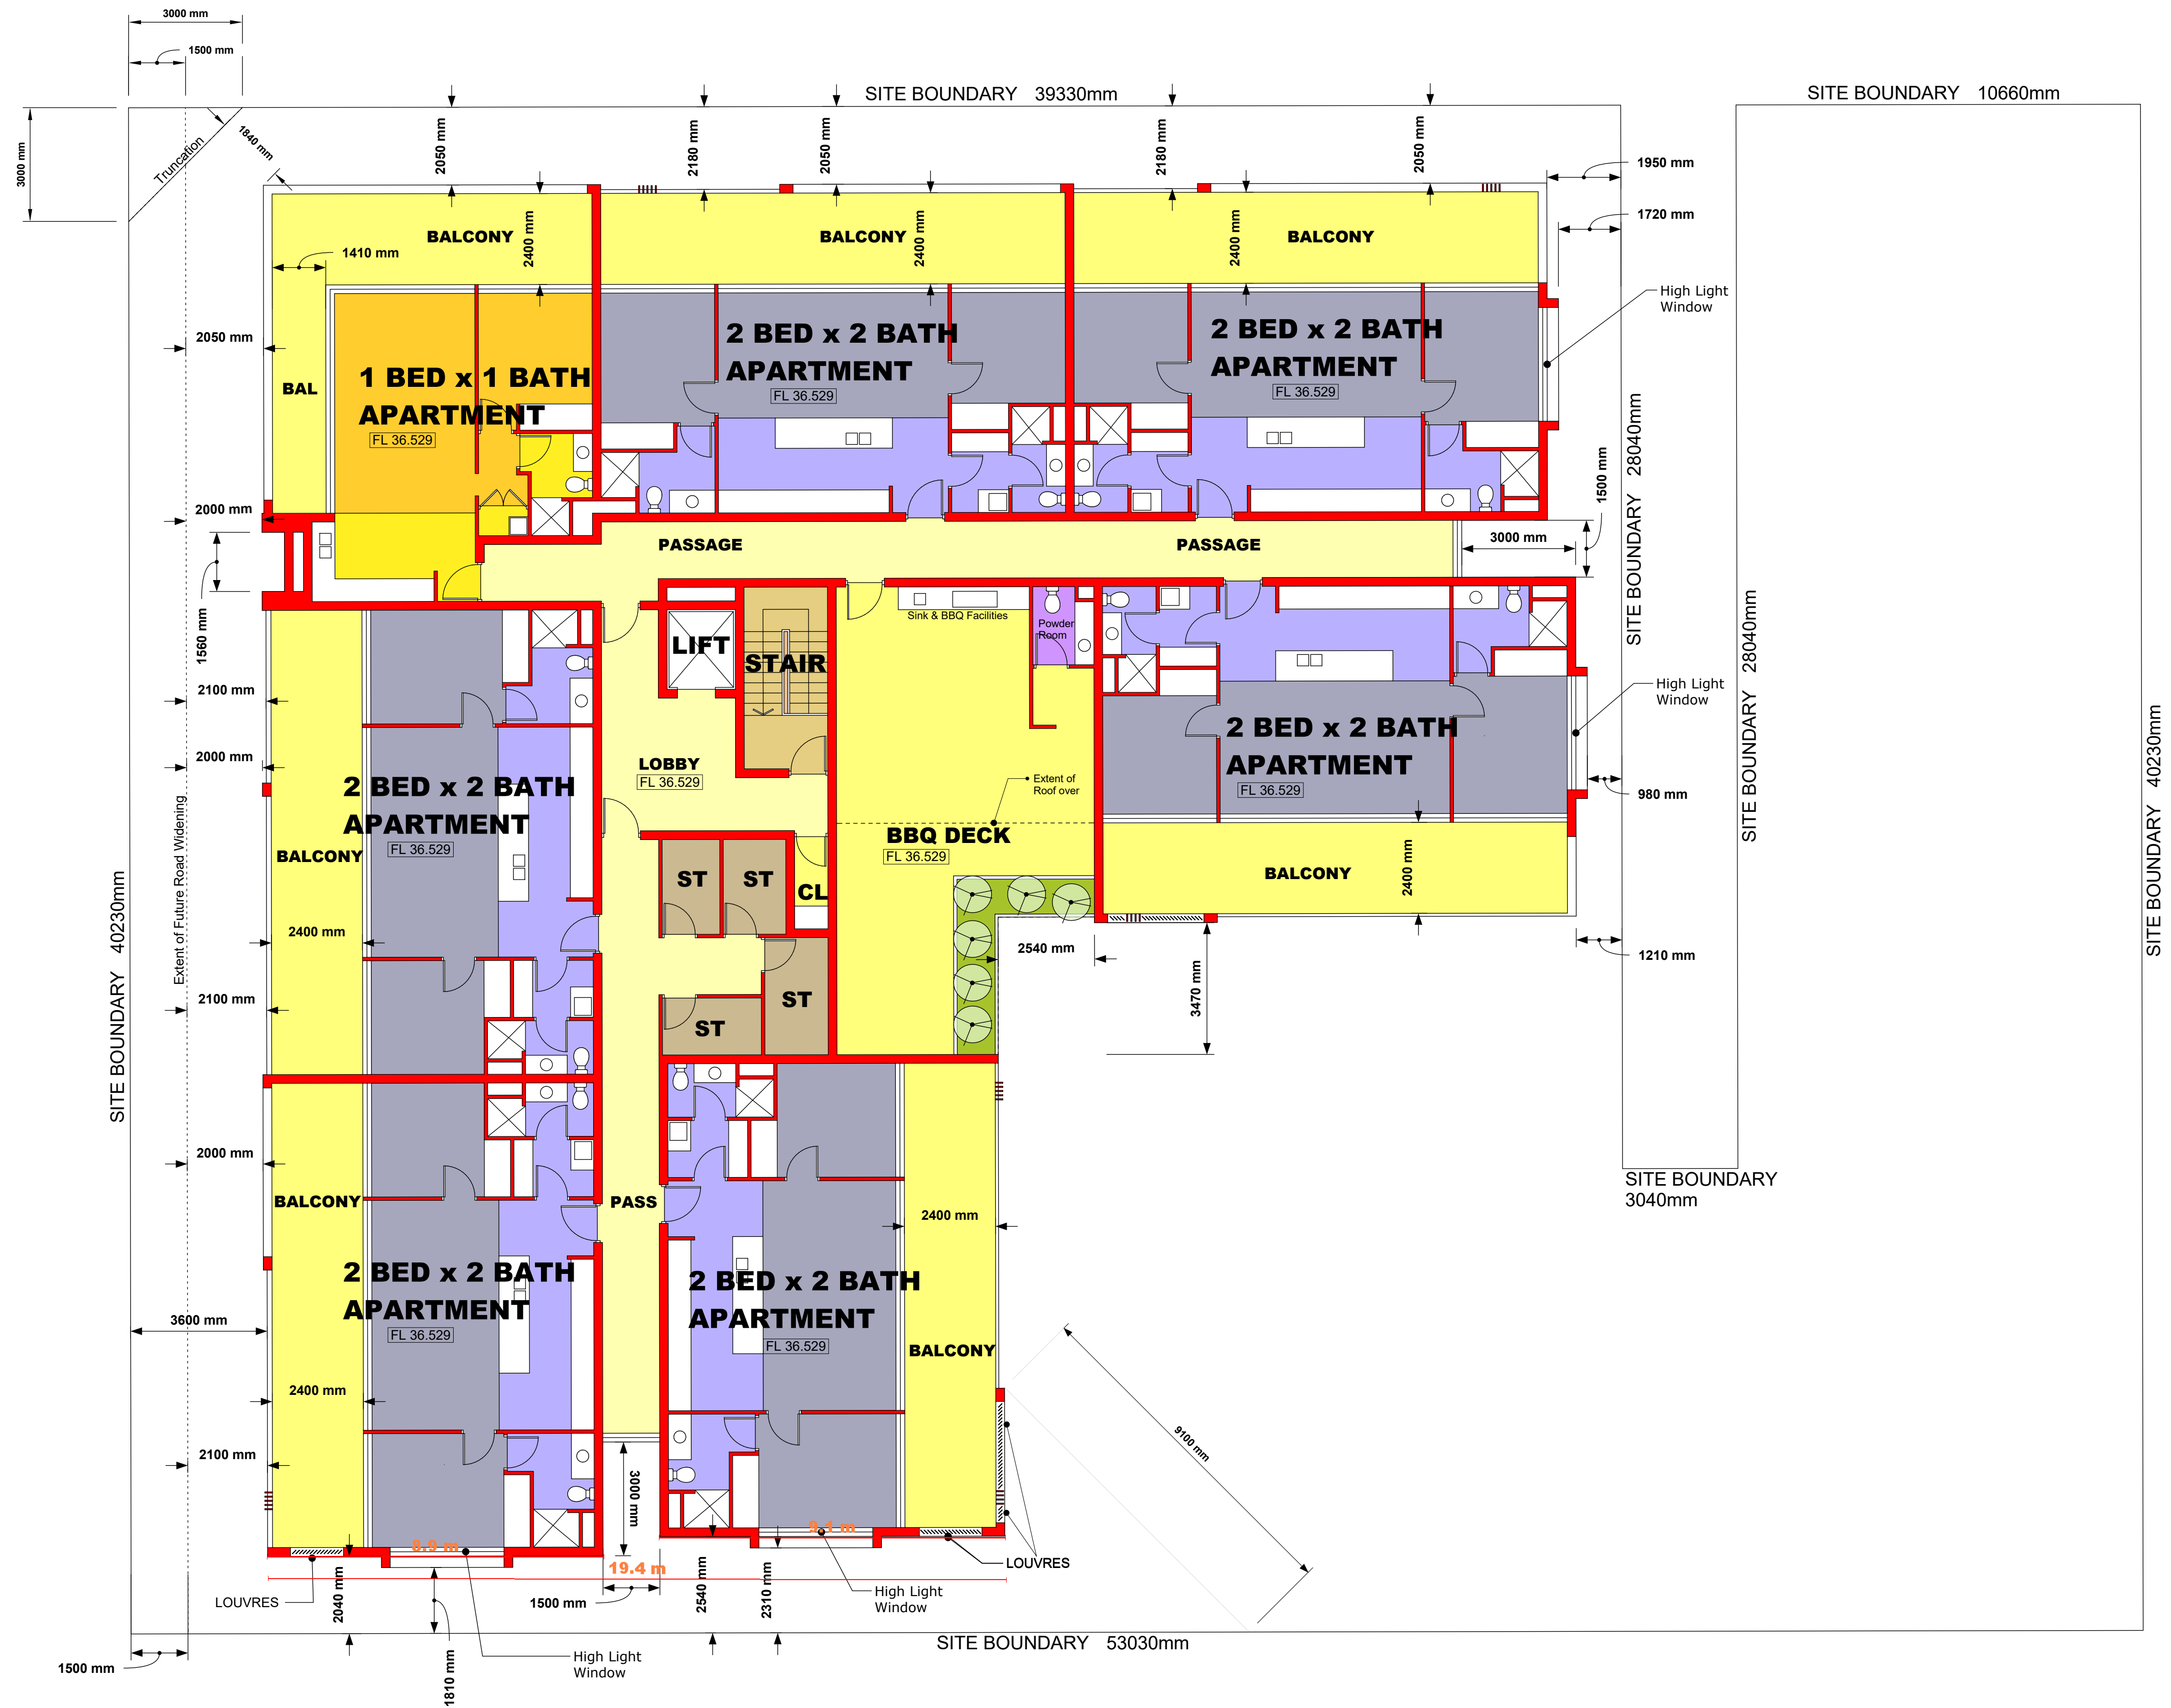 3000 mm
1500 mm
SITE BOUNDARY 39330mm
SITE BOUNDARY 10660mm
3000 mm
Truncation
1840 mm
2050 mm
2180 mm
2050 mm
2180 mm
2050 mm
1950 mm
1720 mm
BALCONY
2400 mm
BALCONY
2400 mm
BALCONY
2400 mm
1410 mm
High Light
Window
2050 mm
BAL
1 BED x 1 BATH
APARTMENT
FL 36.529
2 BED x 2 BATH
APARTMENT
FL 36.529
2 BED x 2 BATH
APARTMENT
FL 36.529
SITE BOUNDARY 28040mm
2000 mm
1500 mm
PASSAGE
PASSAGE
3000 mm
1560 mm
Sink & BBQ Facilities
Powder
Room
LIFT
STAIR
SITE BOUNDARY 28040mm
2100 mm
High Light
Window
2000 mm
LOBBY
FL 36.529
2 BED x 2 BATH
APARTMENT
FL 36.529
Extent of
Roof over
2 BED x 2 BATH
APARTMENT
FL 36.529
980 mm
SITE BOUNDARY 40230mm
Extent of Future Road Widening
BALCONY
BBQ DECK
FL 36.529
BALCONY
2400 mm
SITE BOUNDARY 40230mm
ST
ST
CL
2400 mm
2540 mm
1210 mm
2100 mm
ST
ST
3470 mm
2000 mm
BALCONY
PASS
2400 mm
SITE BOUNDARY
3040mm
2 BED x 2 BATH
APARTMENT
FL 36.529
2 BED x 2 BATH
APARTMENT
FL 36.529
3600 mm
BALCONY
2400 mm
2100 mm
3000 mm
9100 mm
8.9 m
9.1 m
19.4 m
LOUVRES
LOUVRES
2040 mm
1500 mm
2540 mm
2310 mm
High Light
Window
SITE BOUNDARY 53030mm
1500 mm
1810 mm
High Light
Window